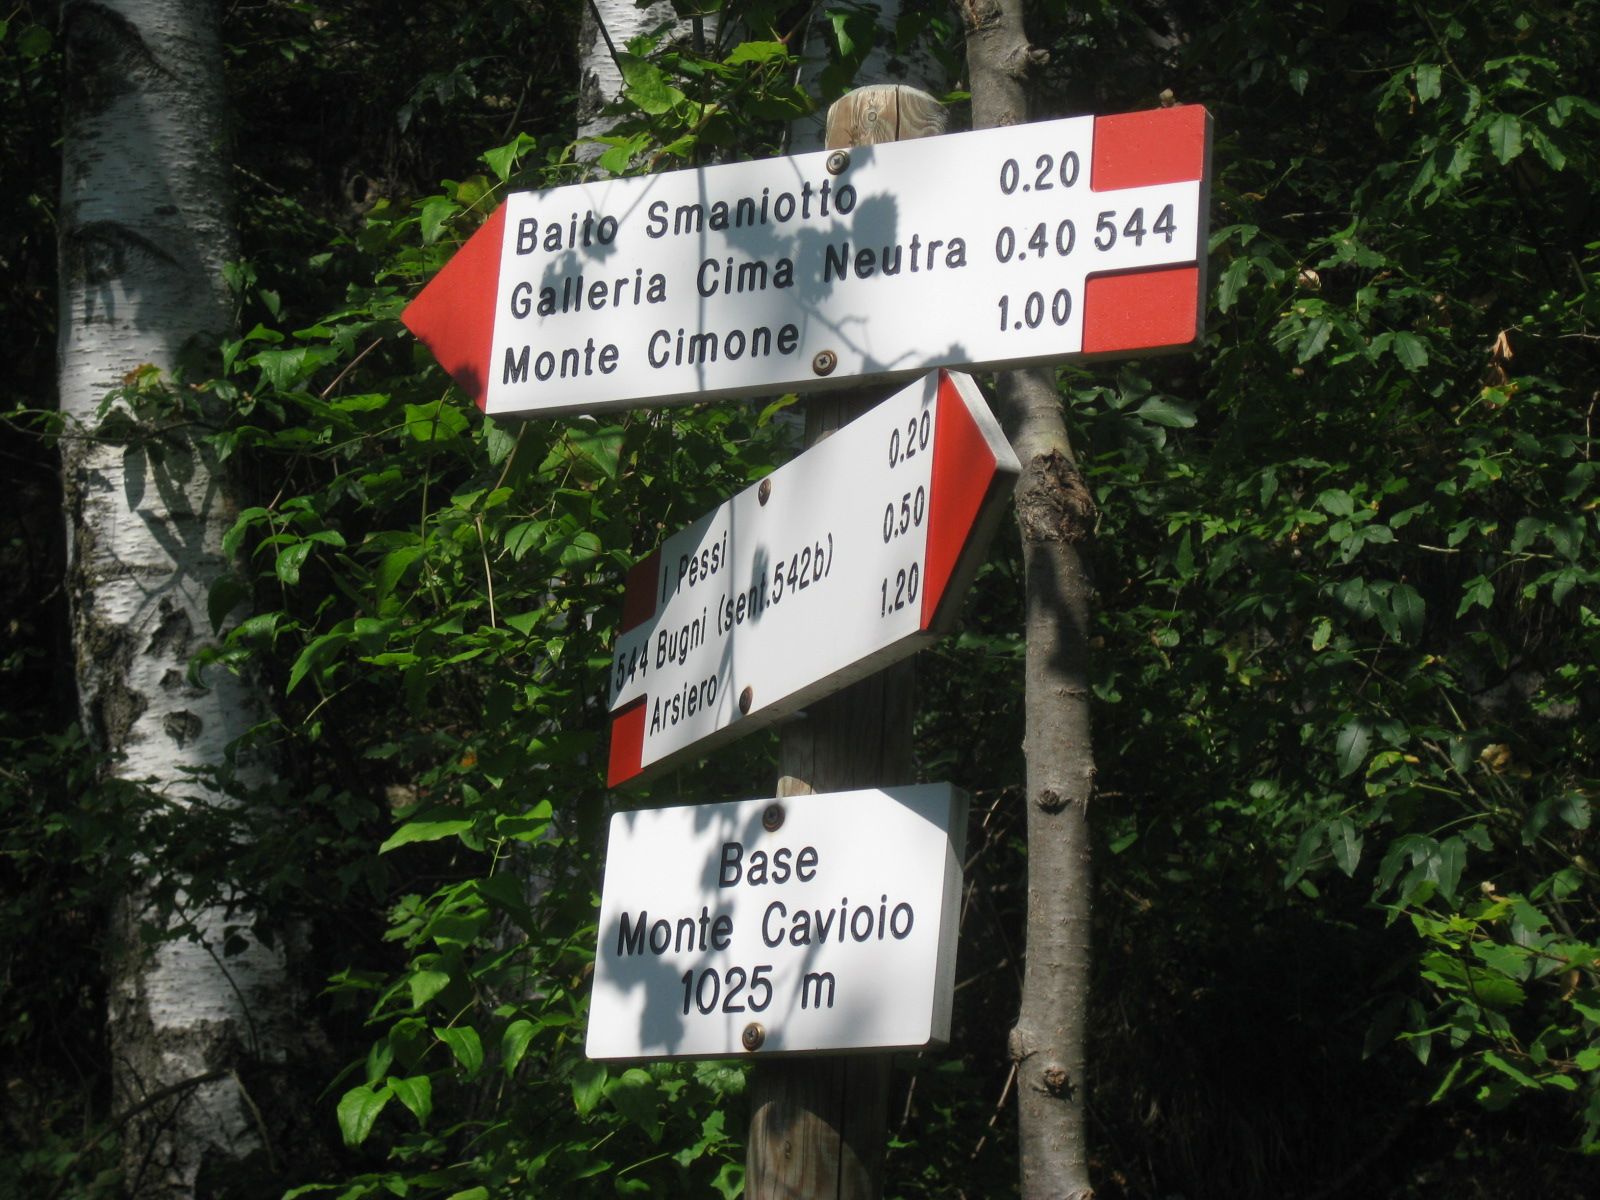 Baito Smaniotto 0.20
Galleria Cima Neutra 0.40 544
Monte Cimone 1.00
I Pessi 0.20
544 Bugni (sent.542b) 0.50
Arsiero 1.20
Base
Monte Cavioio
1025 m